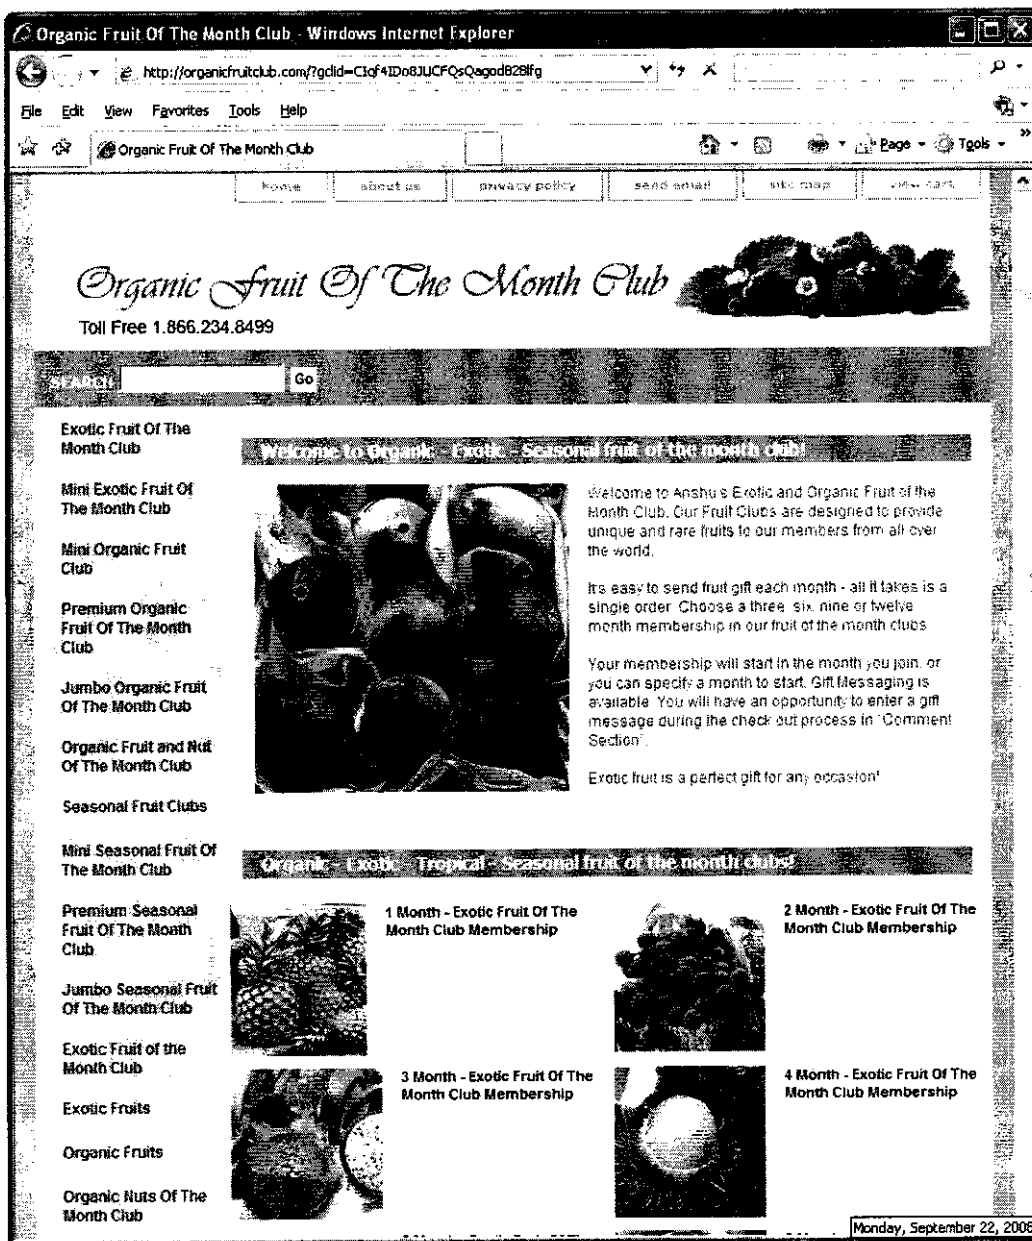 Organic Fruit Of The Month Club - Windows Internet Explorer
http://organicfruitclub.com/?gclid=CIqf4IDo8JUCFQsQagodB28lfg
File Edit View Favorites Tools Help
Organic Fruit Of The Month Club
Page Tools
home about us privacy policy send email site map view cart
Organic Fruit Of The Month Club
Toll Free 1.866.234.8499
SEARCH Go
Exotic Fruit Of The
Month Club
Mini Exotic Fruit Of
The Month Club
Mini Organic Fruit
Club
Premium Organic
Fruit Of The Month
Club
Jumbo Organic Fruit
Of The Month Club
Organic Fruit and Nut
Of The Month Club
Seasonal Fruit Clubs
Mini Seasonal Fruit Of
The Month Club
Premium Seasonal
Fruit Of The Month
Club
Jumbo Seasonal Fruit
Of The Month Club
Exotic Fruit of the
Month Club
Exotic Fruits
Organic Fruits
Organic Nuts Of The
Month Club
Welcome to Organic - Exotic - Seasonal fruit of the month club!
Welcome to Anshu's Exotic and Organic Fruit of the
Month Club. Our Fruit Clubs are designed to provide
unique and rare fruits to our members from all over
the world.
It's easy to send fruit gift each month - all it takes is a
single order. Choose a three, six, nine or twelve
month membership in our fruit of the month clubs
Your membership will start in the month you join, or
you can specify a month to start. Gift Messaging is
available. You will have an opportunity to enter a gift
message during the check out process in "Comment
Section".
Exotic fruit is a perfect gift for any occasion!
Organic - Exotic - Tropical - Seasonal fruit of the month clubs!
1 Month - Exotic Fruit Of The
Month Club Membership
2 Month - Exotic Fruit Of The
Month Club Membership
3 Month - Exotic Fruit Of The
Month Club Membership
4 Month - Exotic Fruit Of The
Month Club Membership
Monday, September 22, 2008